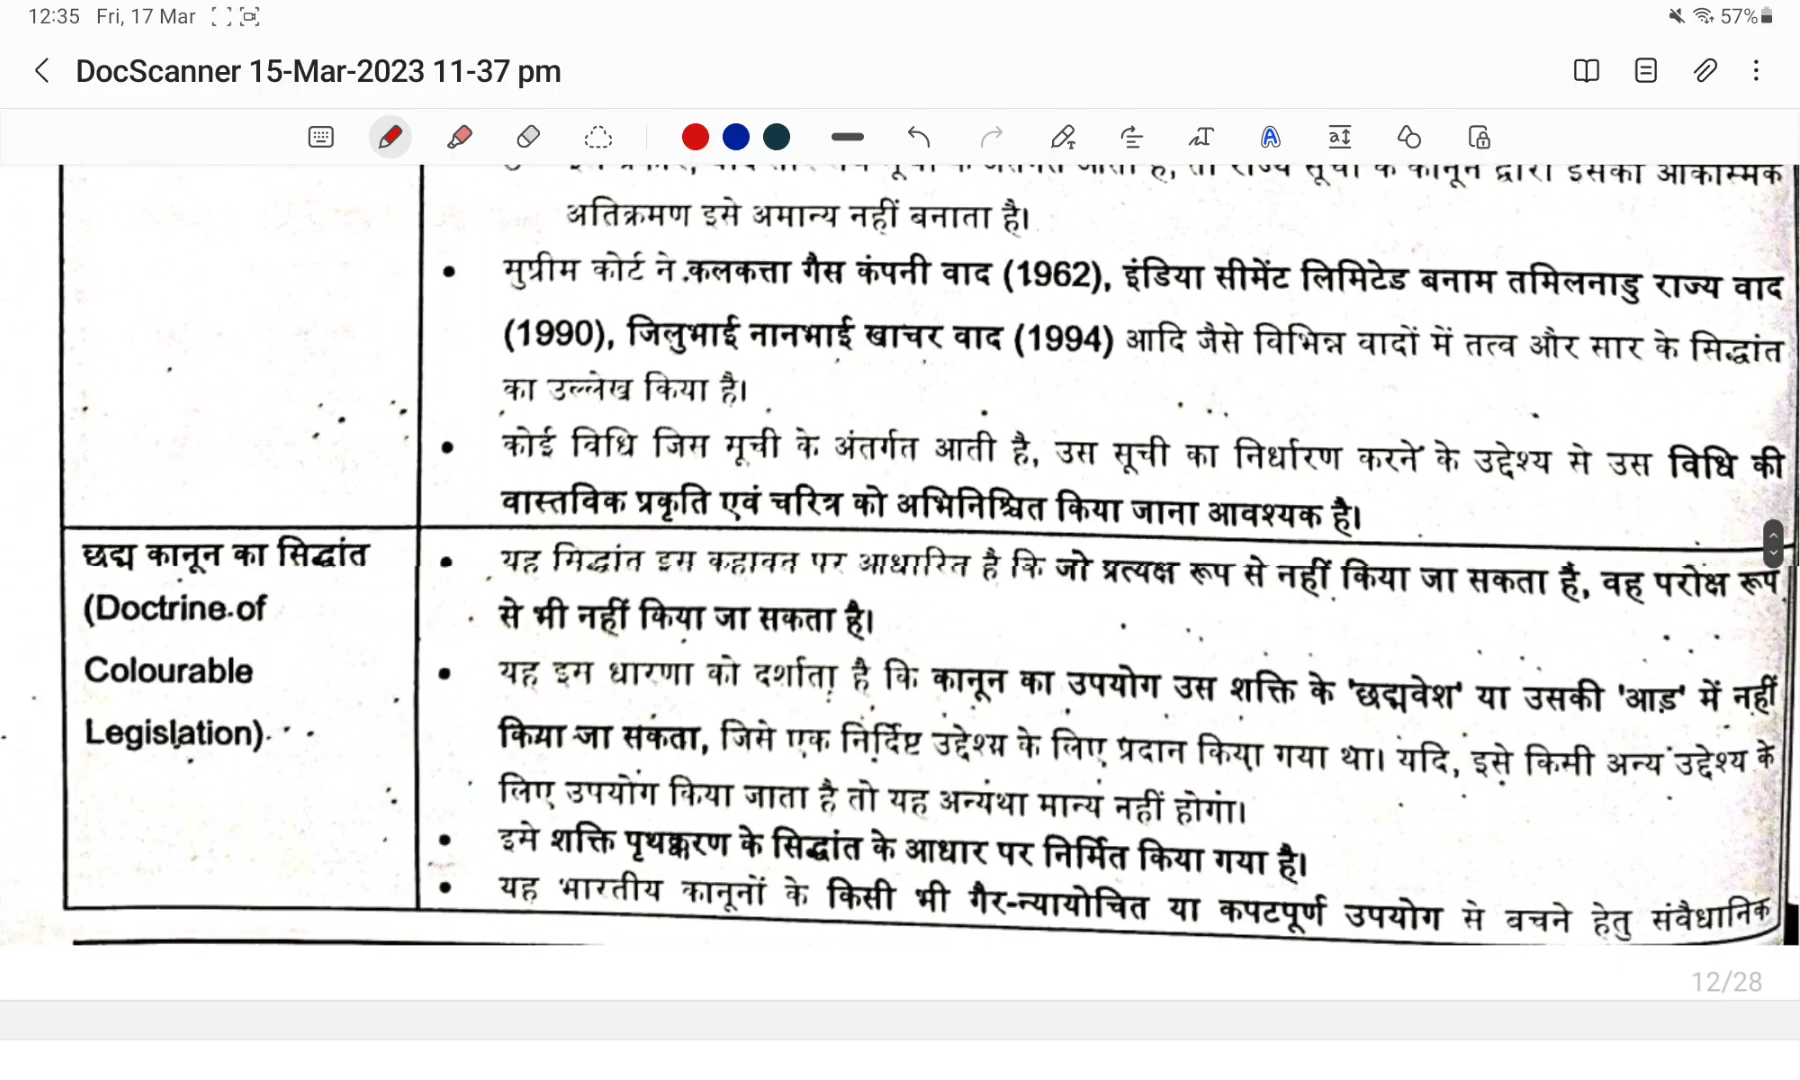 12:35 Fri, 17 Mar
57%
DocScanner 15-Mar-2023 11-37 pm
सूची के अंतर्गत आता है, तो राज्य सूची के कानून द्वारा इसका आकस्मिक
अतिक्रमण इसे अमान्य नहीं बनाता है।
• सुप्रीम कोर्ट ने कलकत्ता गैस कंपनी वाद (1962), इंडिया सीमेंट लिमिटेड बनाम तमिलनाडु राज्य वाद
(1990), जिलुभाई नानभाई खाचर वाद (1994) आदि जैसे विभिन्न वादों में तत्व और सार के सिद्धांत
का उल्लेख किया है।
• कोई विधि जिस सूची के अंतर्गत आती है, उस सूची का निर्धारण करने के उद्देश्य से उस विधि की
वास्तविक प्रकृति एवं चरित्र को अभिनिश्चित किया जाना आवश्यक है।
छद्म कानून का सिद्धांत
(Doctrine of
Colourable
Legislation)
• यह सिद्धांत इस कहावत पर आधारित है कि जो प्रत्यक्ष रूप से नहीं किया जा सकता है, वह परोक्ष रूप
से भी नहीं किया जा सकता है।
• यह इस धारणा को दर्शाता है कि कानून का उपयोग उस शक्ति के 'छद्मवेश' या उसकी 'आड़' में नहीं
किया जा सकता, जिसे एक निर्दिष्ट उद्देश्य के लिए प्रदान किया गया था। यदि, इसे किसी अन्य उद्देश्य के
लिए उपयोग किया जाता है तो यह अन्यथा मान्य नहीं होगा।
• इसे शक्ति पृथक्करण के सिद्धांत के आधार पर निर्मित किया गया है।
• यह भारतीय कानूनों के किसी भी गैर-न्यायोचित या कपटपूर्ण उपयोग से बचने हेतु संवैधानिक
12/28